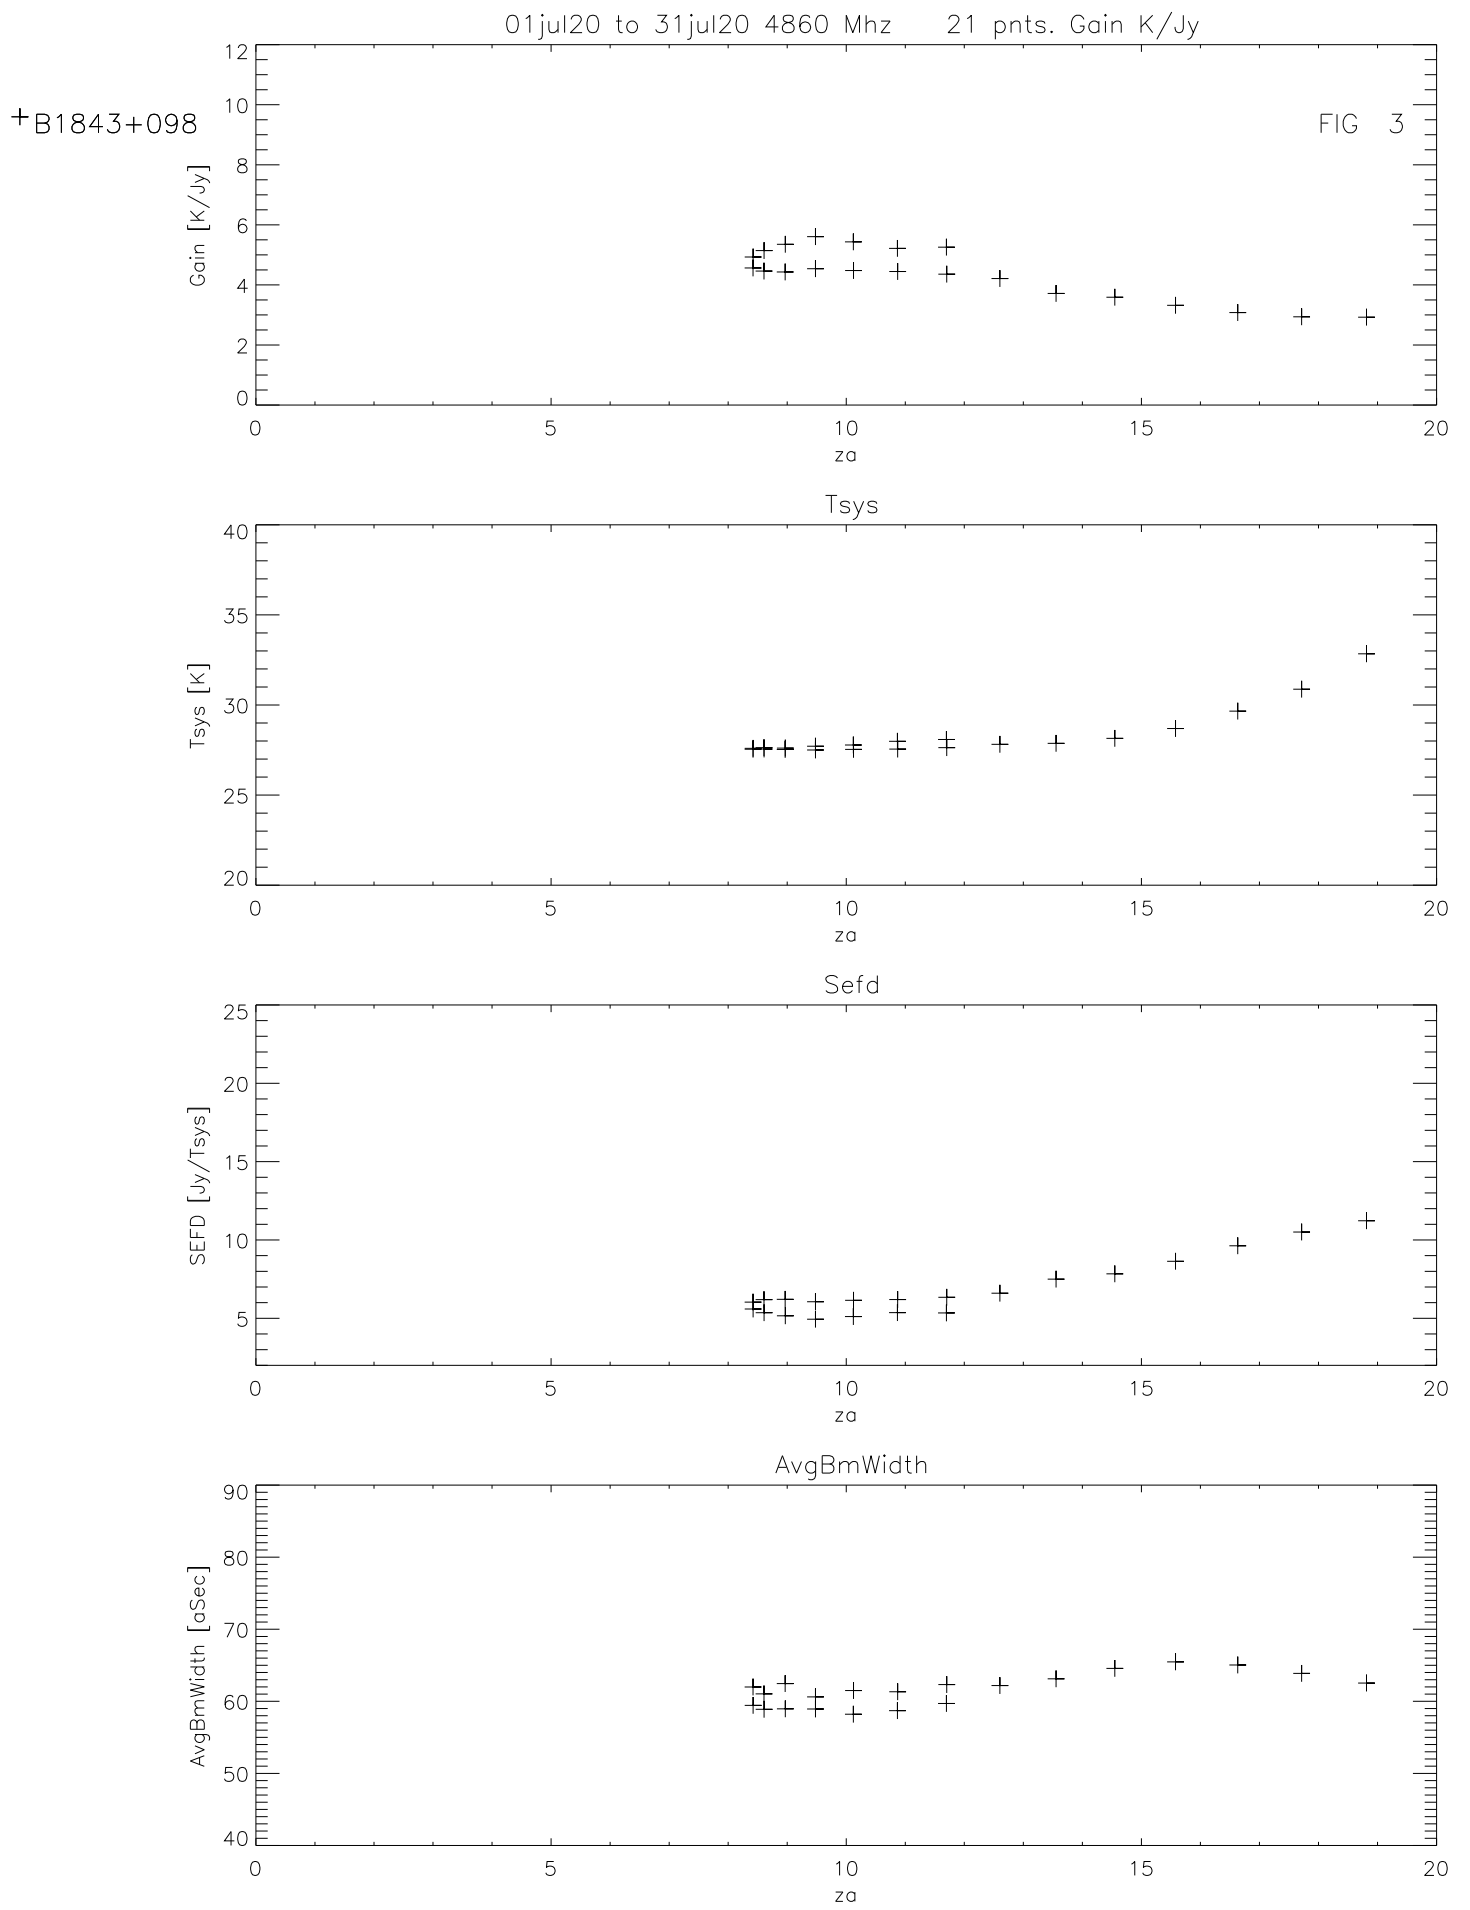 01jul20 to 31jul20 4860 Mhz 21 pnts. Gain K/Jy
+B1843+098
FIG 3
Gain [K/Jy]
12
10
8
6
4
2
0
0 5 10 15 20
za
Tsys
Tsys [K]
40
35
30
25
20
0 5 10 15 20
za
Sefd
SEFD [Jy/Tsys]
25
20
15
10
5
0 5 10 15 20
za
AvgBmWidth
AvgBmWidth [aSec]
90
80
70
60
50
40
0 5 10 15 20
za